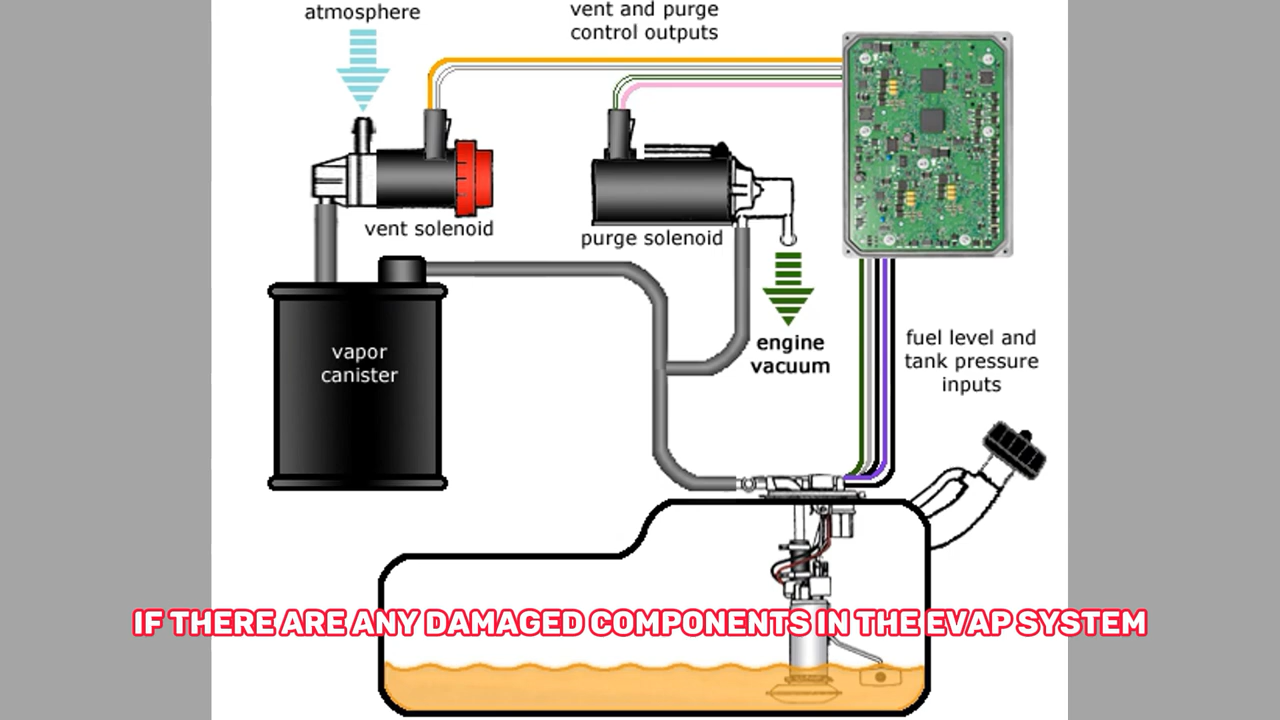 atmosphere
vent and purge
control outputs
vent solenoid
purge solenoid
vapor
canister
engine
vacuum
fuel level and
tank pressure
inputs
IF THERE ARE ANY DAMAGED COMPONENTS IN THE EVAP SYSTEM